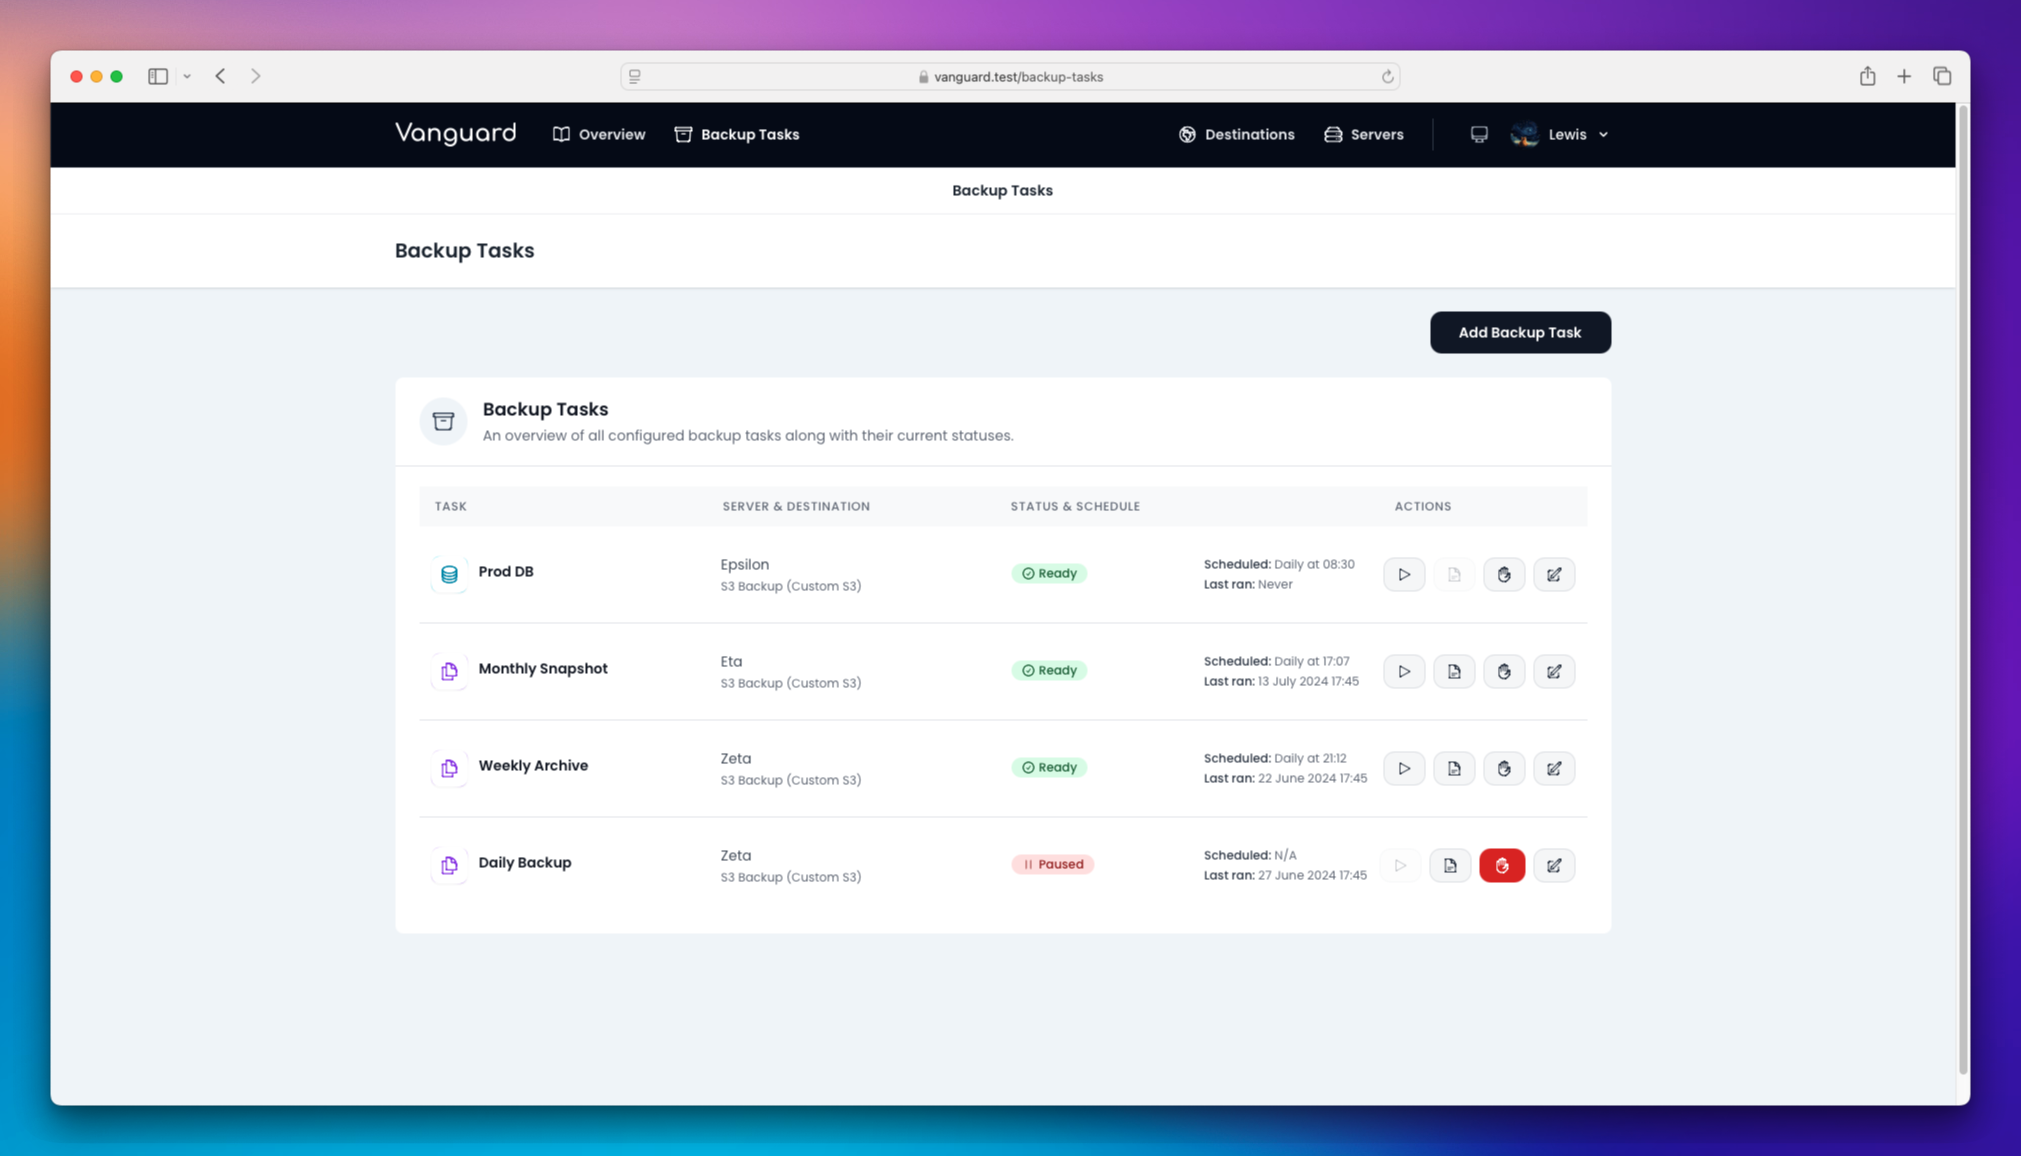 vanguard.test/backup-tasks
Vanguard Overview Backup Tasks Destinations Servers Lewis
Backup Tasks
Backup Tasks
Add Backup Task
Backup Tasks
An overview of all configured backup tasks along with their current statuses.
TASK SERVER & DESTINATION STATUS & SCHEDULE ACTIONS
Prod DB
Epsilon
S3 Backup (Custom S3)
Ready
Scheduled: Daily at 08:30
Last ran: Never
Monthly Snapshot
Eta
S3 Backup (Custom S3)
Ready
Scheduled: Daily at 17:07
Last ran: 13 July 2024 17:45
Weekly Archive
Zeta
S3 Backup (Custom S3)
Ready
Scheduled: Daily at 21:12
Last ran: 22 June 2024 17:45
Daily Backup
Zeta
S3 Backup (Custom S3)
Paused
Scheduled: N/A
Last ran: 27 June 2024 17:45